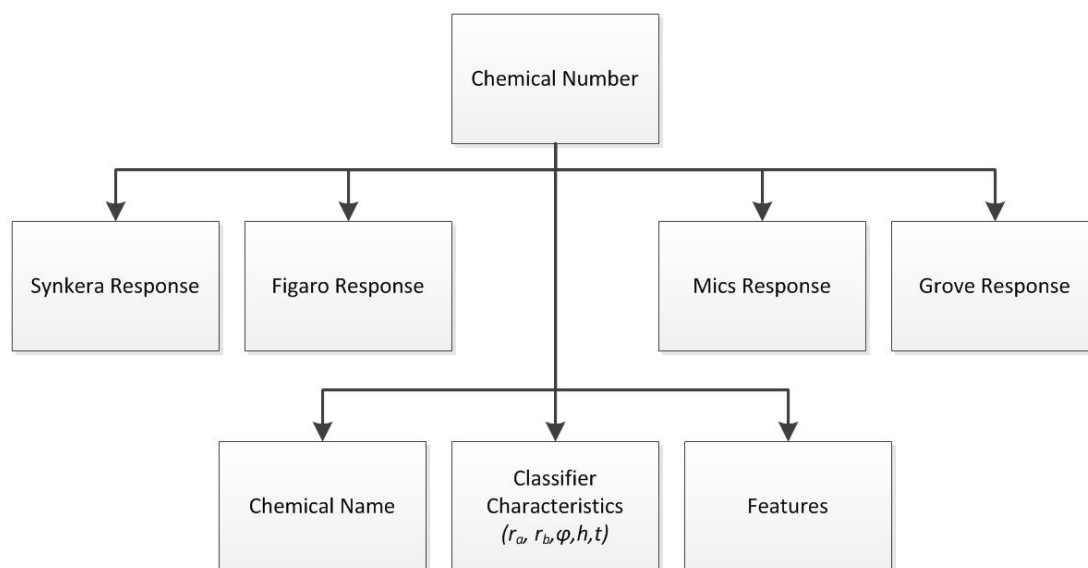 Chemical Number
Synkera Response
Figaro Response
Mics Response
Grove Response
Chemical Name
Classifier
Characteristics
(rₐ, r_b,φ,h,t)
Features